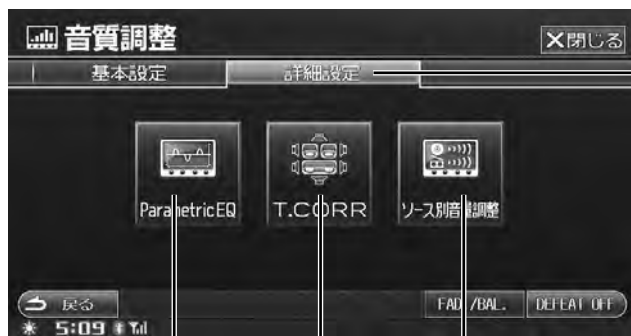 音質調整
×閉じる
基本設定
詳細設定
ParametricEQ
T.CORR
ソース別音量調整
戻る
FAD./BAL.
DEFEAT OFF
5:09